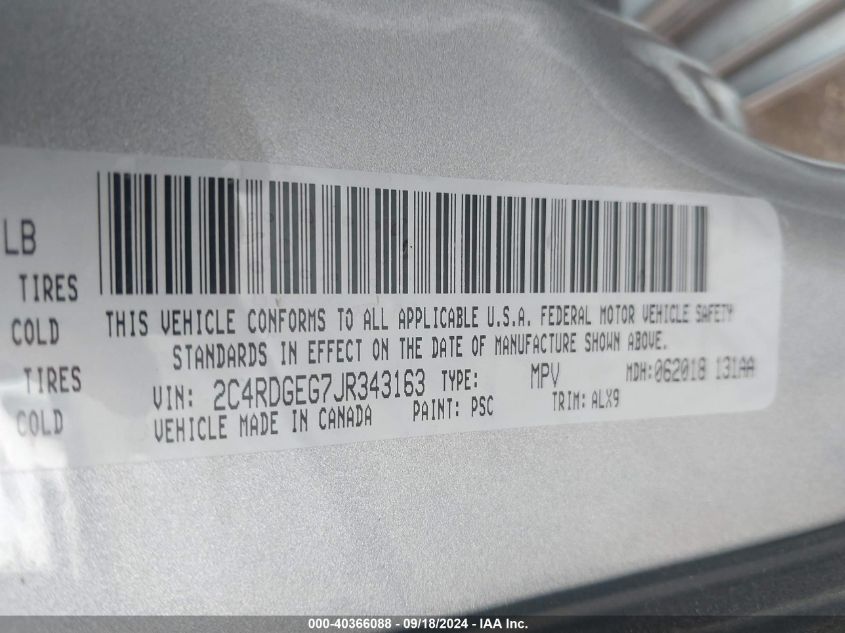 LB
TIRES
COLD
TIRES
COLD
THIS VEHICLE CONFORMS TO ALL APPLICABLE U.S.A. FEDERAL MOTOR VEHICLE SAFETY
STANDARDS IN EFFECT ON THE DATE OF MANUFACTURE SHOWN ABOVE.
VIN: 2C4RDGEG7JR343163 TYPE: MPV MDH:062018 131AA
VEHICLE MADE IN CANADA PAINT: PSC TRIM: ALX9
000-40366088 - 09/18/2024 - IAA Inc.